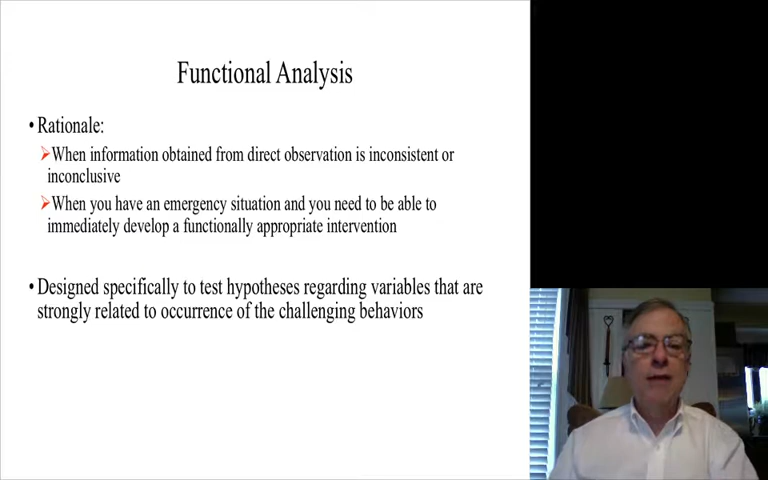 Functional Analysis
• Rationale:
➢When information obtained from direct observation is inconsistent or
inconclusive
➢When you have an emergency situation and you need to be able to
immediately develop a functionally appropriate intervention
• Designed specifically to test hypotheses regarding variables that are
strongly related to occurrence of the challenging behaviors